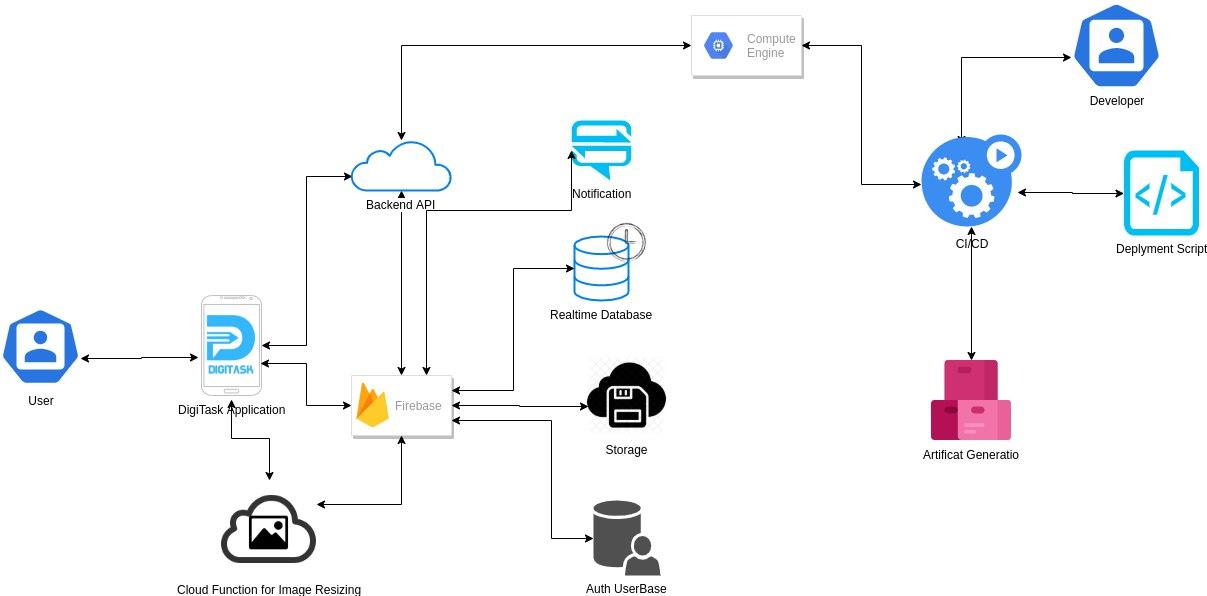 Compute
Engine
Developer
Notification
Backend API
CI/CD
Deplyment Script
Realtime Database
DIGITASK
User
DigiTask Application
Firebase
Storage
Artificat Generatio
Cloud Function for Image Resizing
Auth UserBase